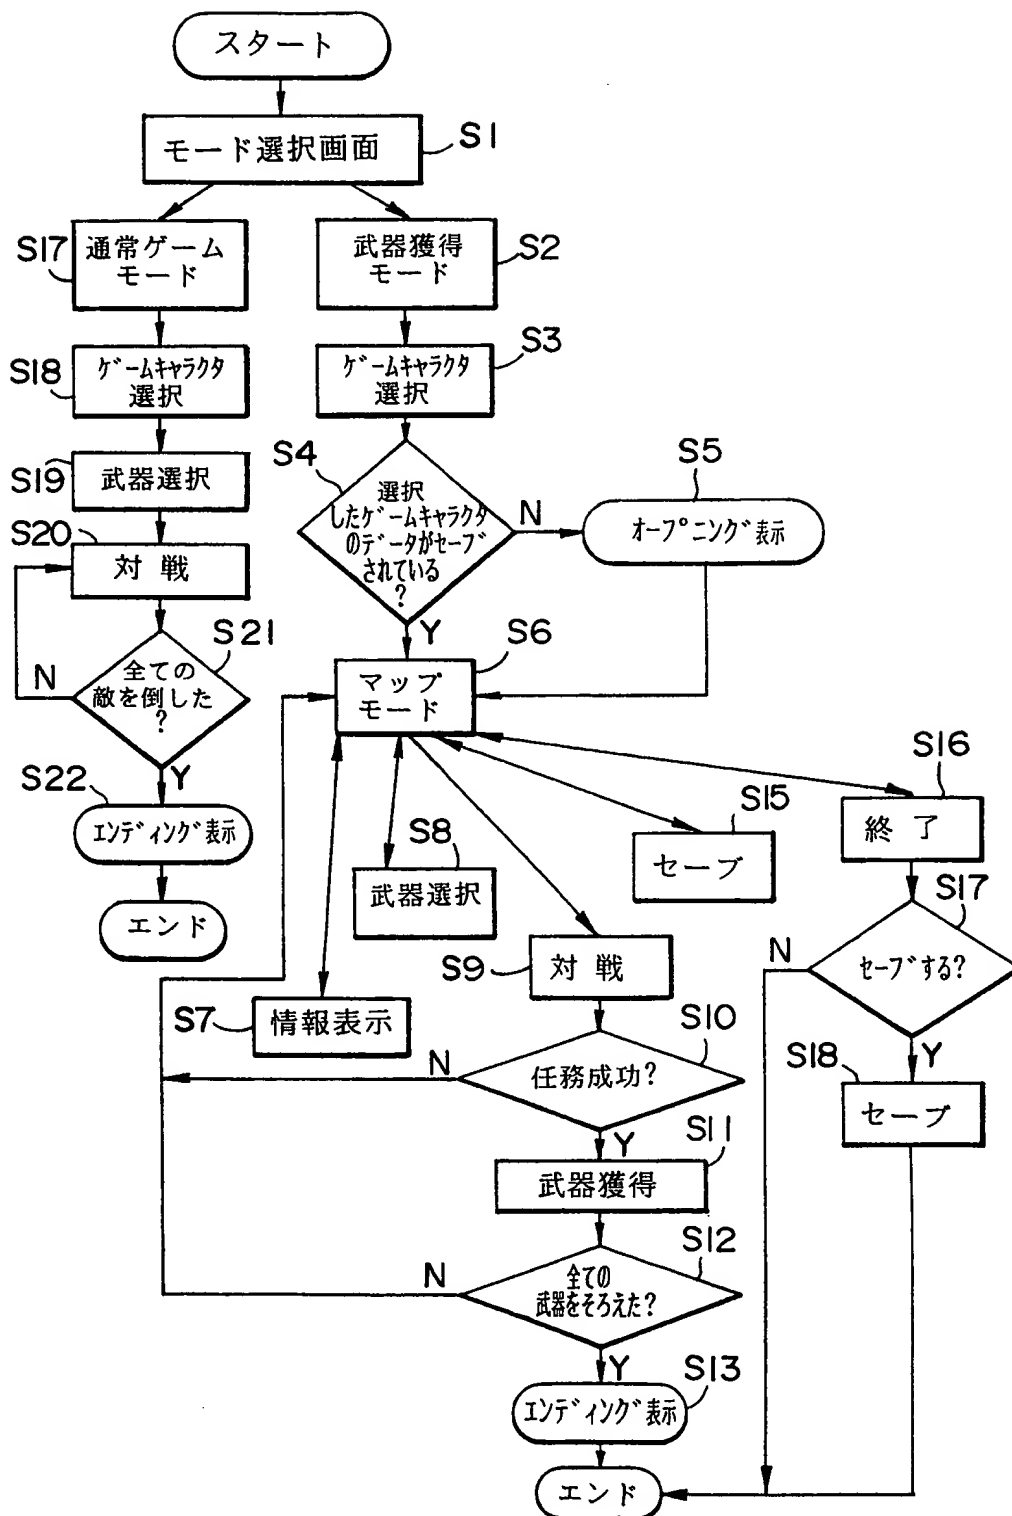 スタート
モード選択画面
S1
S17
通常ゲーム
モード
武器獲得
モード
S2
S18
ゲームキャラクタ
選択
ゲームキャラクタ
選択
S3
S19
武器選択
S4
選択
したゲームキャラクタ
のデータがセーブ
されている
?
N
Y
S5
オープニング表示
S20
対戦
S21
全ての
敵を倒した
?
N
Y
S22
エンディング表示
エンド
S6
マップ
モード
S7
情報表示
S8
武器選択
S9
対戦
S15
セーブ
S16
終了
S17
セーブする?
N
Y
S18
セーブ
S10
任務成功?
N
Y
S11
武器獲得
S12
全ての
武器をそろえた?
N
Y
S13
エンディング表示
エンド